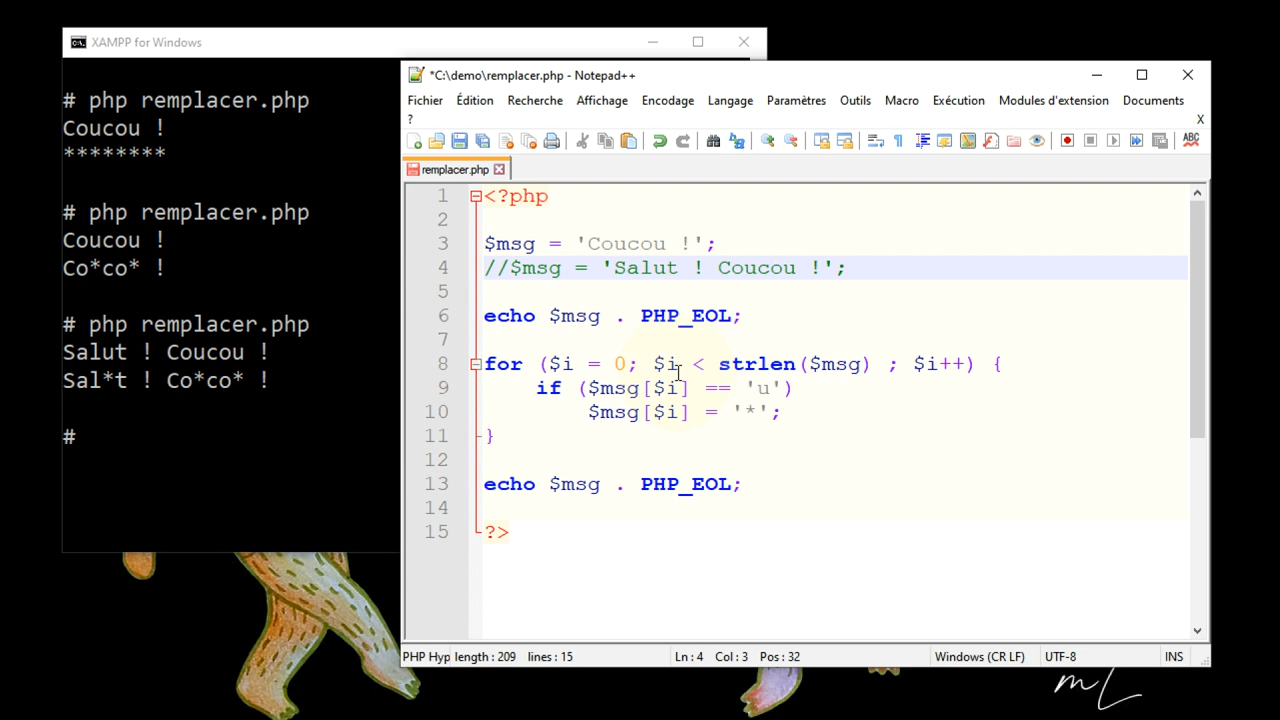 XAMPP for Windows
# php remplacer.php
Coucou !
********
# php remplacer.php
Coucou !
Co*co* !
# php remplacer.php
Salut ! Coucou !
Sal*t ! Co*co* !
#
*C:\demo\remplacer.php - Notepad++
Fichier Édition Recherche Affichage Encodage Langage Paramètres Outils Macro Exécution Modules d'extension Documents
? X
remplacer.php
1 <?php
2
3 $msg = 'Coucou !';
4 //$msg = 'Salut ! Coucou !';
5
6 echo $msg . PHP_EOL;
7
8 for ($i = 0; $i < strlen($msg) ; $i++) {
9 if ($msg[$i] == 'u')
10 $msg[$i] = '*';
11 }
12
13 echo $msg . PHP_EOL;
14
15 ?>
PHP Hyp length : 209 lines : 15 Ln : 4 Col : 3 Pos : 32 Windows (CR LF) UTF-8 INS
mL